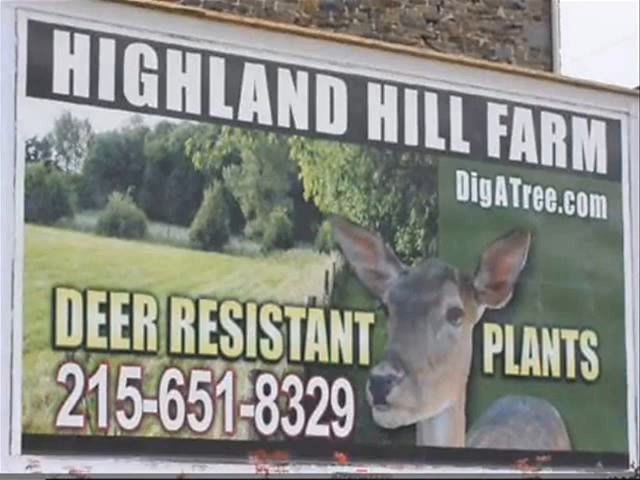 HIGHLAND HILL FARM
DigATree.com
DEER RESISTANT PLANTS
215-651-8329